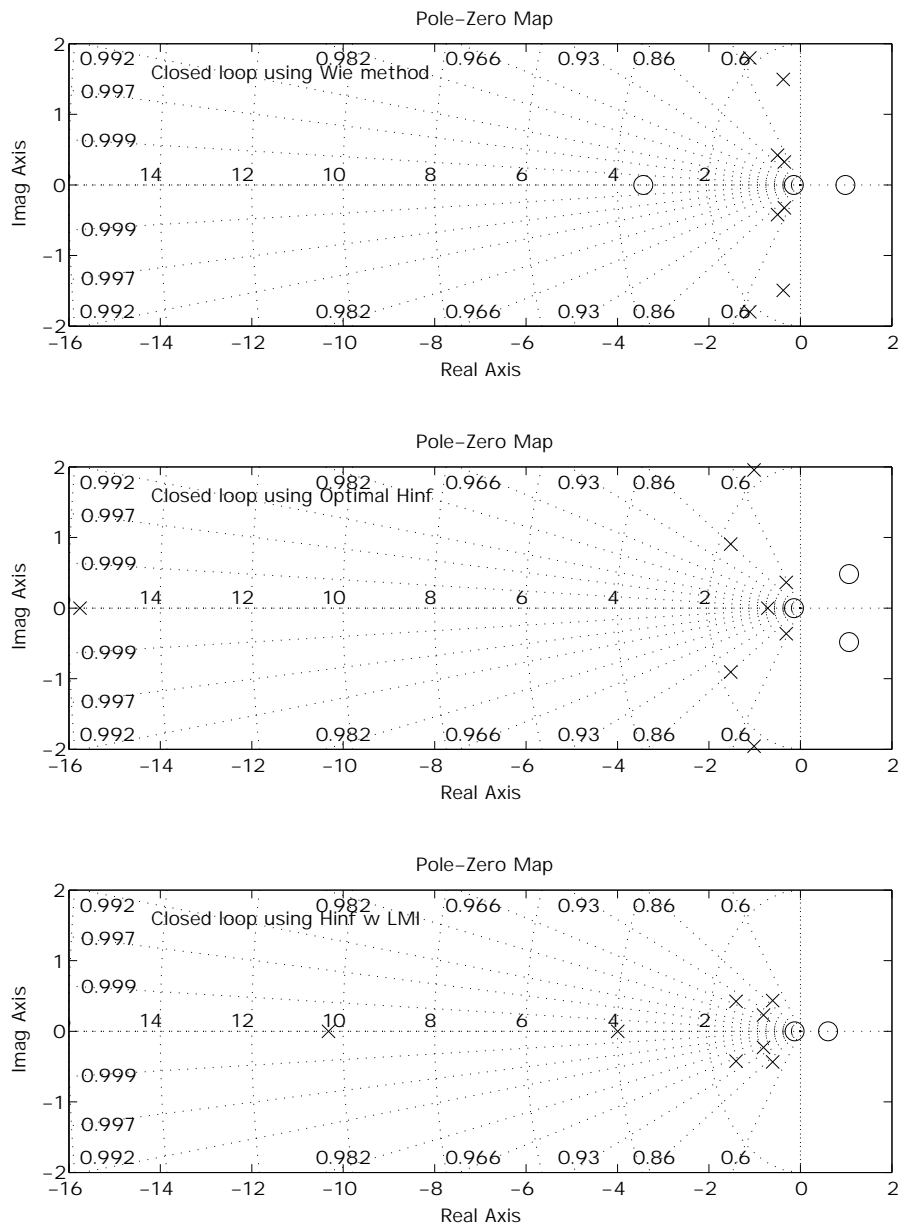 Pole–Zero Map
2
0.992 0.982 0.966 0.93 0.86 0.6
Closed loop using Wie method
0.997
1
0.999
14 12 10 8 6 4 2
Imag Axis
0
0.999
−1
0.997
0.992 0.982 0.966 0.93 0.86 0.6
−2
−16 −14 −12 −10 −8 −6 −4 −2 0 2
Real Axis
Pole–Zero Map
2
0.992 0.982 0.966 0.93 0.86 0.6
Closed loop using Optimal Hinf
0.997
1
0.999
14 12 10 8 6 4 2
Imag Axis
0
0.999
−1
0.997
0.992 0.982 0.966 0.93 0.86 0.6
−2
−16 −14 −12 −10 −8 −6 −4 −2 0 2
Real Axis
Pole–Zero Map
2
0.992 0.982 0.966 0.93 0.86 0.6
Closed loop using Hinf w LMI
0.997
1
0.999
14 12 10 8 6 4 2
Imag Axis
0
0.999
−1
0.997
0.992 0.982 0.966 0.93 0.86 0.6
−2
−16 −14 −12 −10 −8 −6 −4 −2 0 2
Real Axis